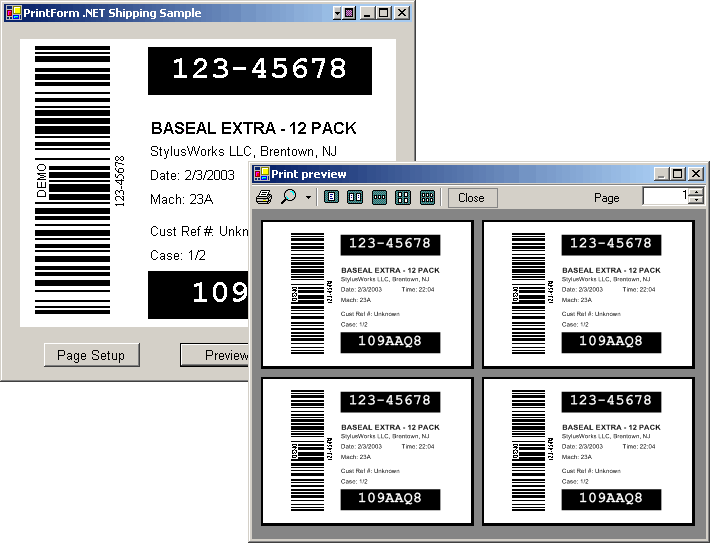 PrintForm .NET Shipping Sample
DEMO
123-45678
123-45678
BASEAL EXTRA - 12 PACK
StylusWorks LLC, Brentown, NJ
Date: 2/3/2003
Mach: 23A
Cust Ref #: Unkn
Case: 1/2
109
Page Setup
Preview
Print preview
Close
Page
1
DEMO
123-45678
123-45678
BASEAL EXTRA - 12 PACK
StylusWorks LLC, Brentown, NJ
Date: 2/3/2003 Time: 22:04
Mach: 23A
Cust Ref #: Unknown
Case: 1/2
109AAQ8
DEMO
123-45678
123-45678
BASEAL EXTRA - 12 PACK
StylusWorks LLC, Brentown, NJ
Date: 2/3/2003 Time: 22:04
Mach: 23A
Cust Ref #: Unknown
Case: 1/2
109AAQ8
DEMO
123-45678
123-45678
BASEAL EXTRA - 12 PACK
StylusWorks LLC, Brentown, NJ
Date: 2/3/2003 Time: 22:04
Mach: 23A
Cust Ref #: Unknown
Case: 1/2
109AAQ8
DEMO
123-45678
123-45678
BASEAL EXTRA - 12 PACK
StylusWorks LLC, Brentown, NJ
Date: 2/3/2003 Time: 22:04
Mach: 23A
Cust Ref #: Unknown
Case: 1/2
109AAQ8